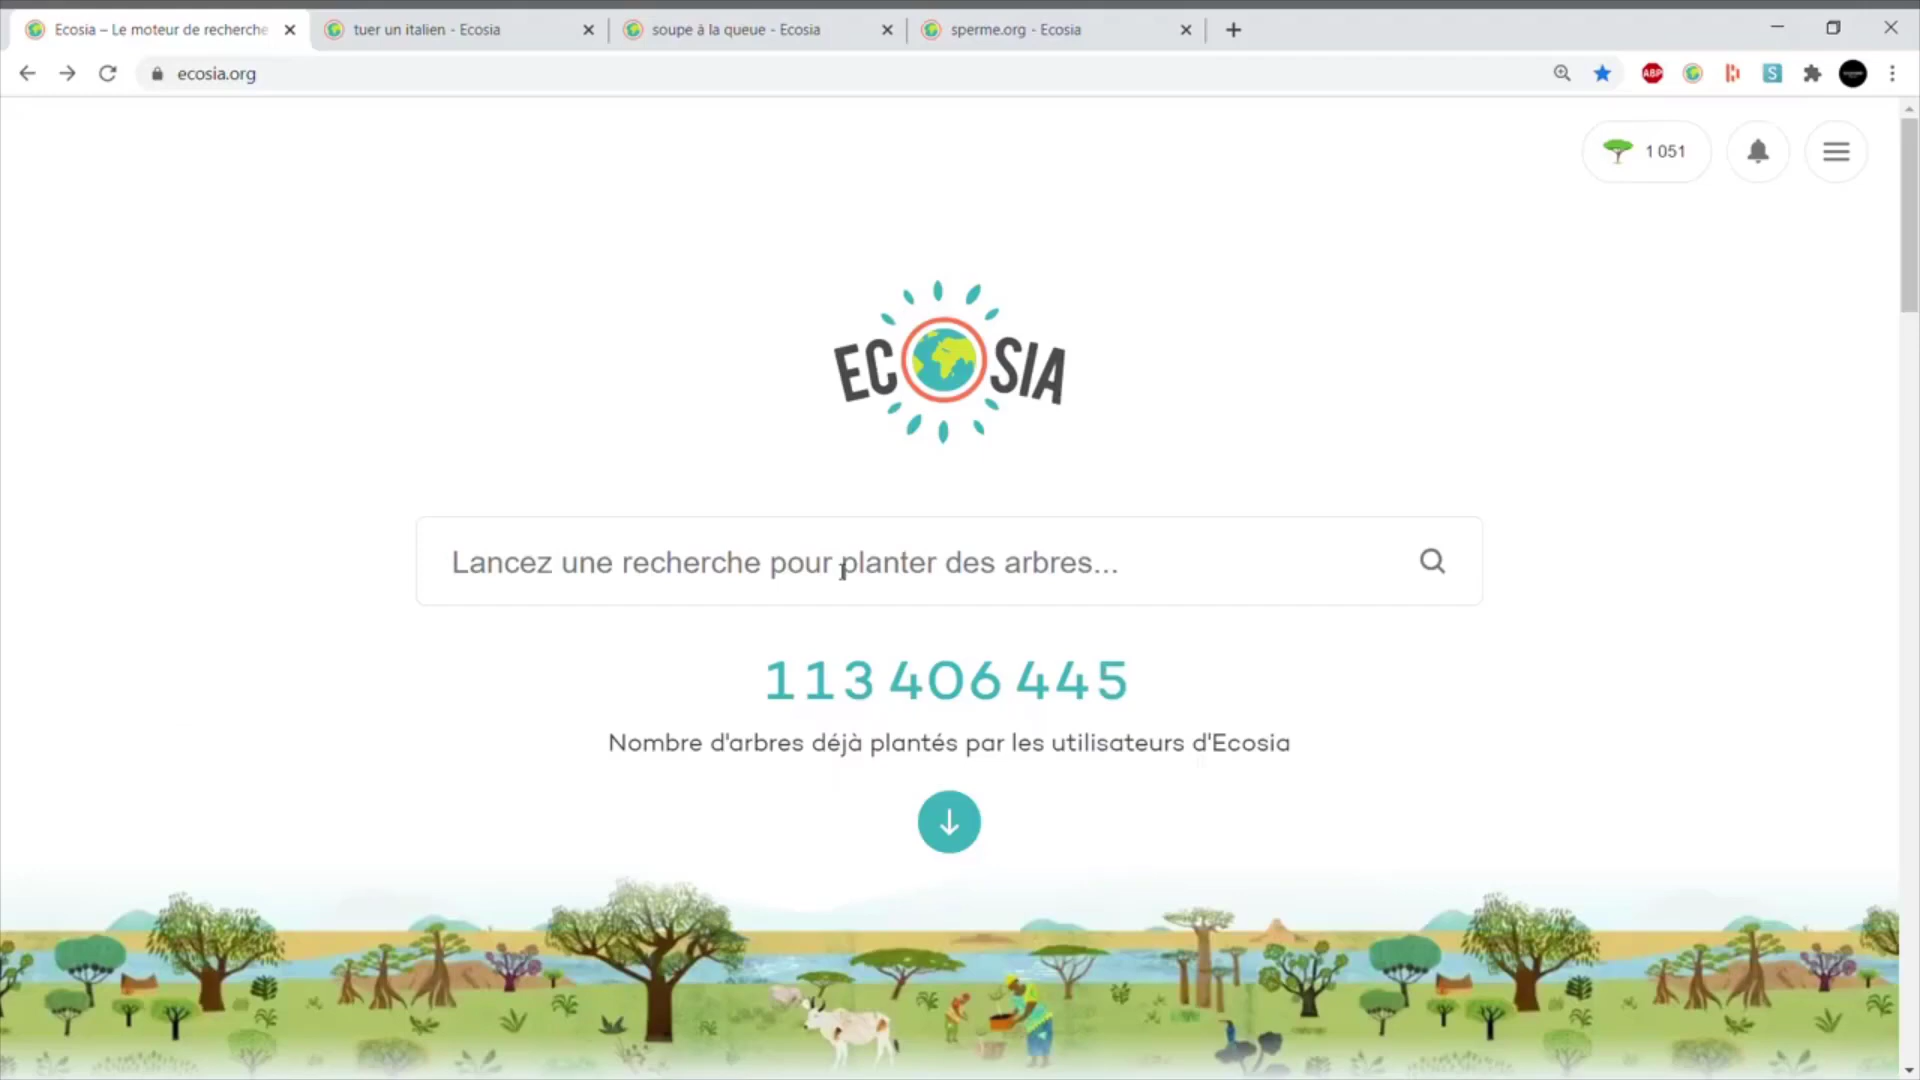 Ecosia – Le moteur de recherche
tuer un italien - Ecosia
soupe à la queue - Ecosia
sperme.org - Ecosia
ecosia.org
ABP
S
1 051
ECOSIA
Lancez une recherche pour planter des arbres...
113 406 445
Nombre d'arbres déjà plantés par les utilisateurs d'Ecosia